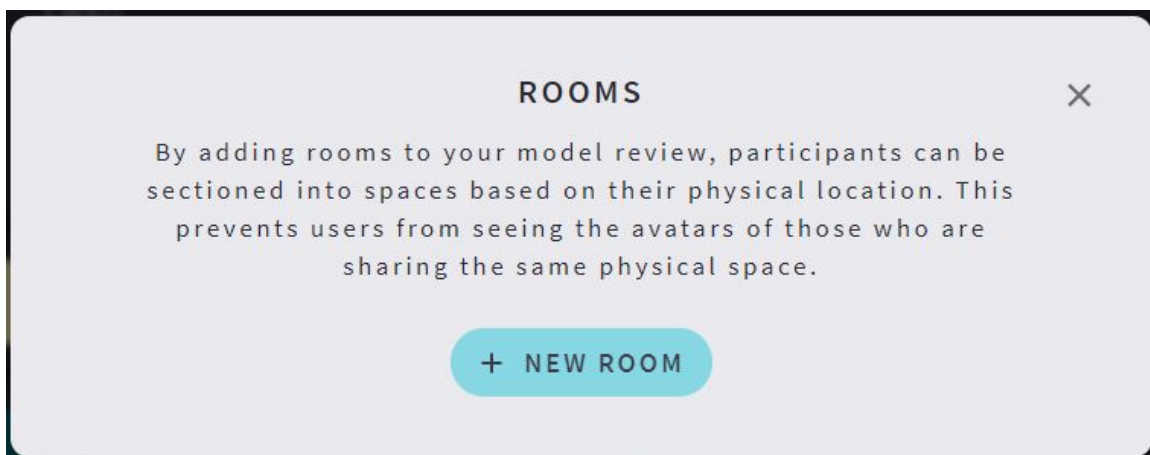 ROOMS
By adding rooms to your model review, participants can be
sectioned into spaces based on their physical location. This
prevents users from seeing the avatars of those who are
sharing the same physical space.
+ NEW ROOM